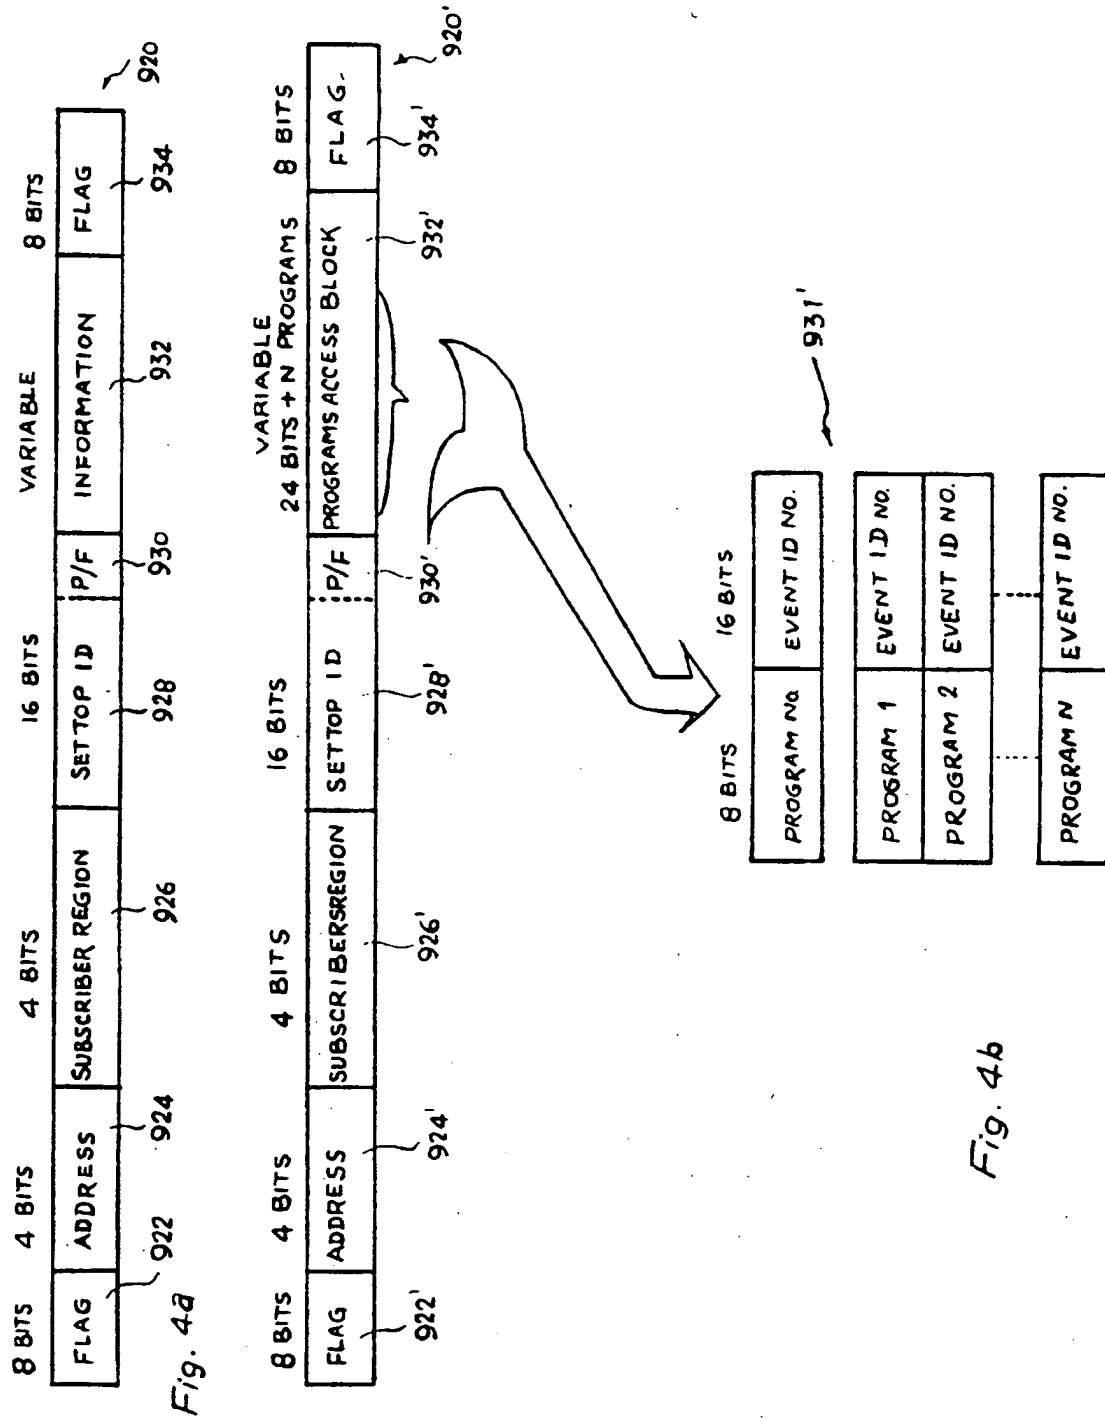 8 BITS 4 BITS 4 BITS 16 BITS VARIABLE 8 BITS
FLAG ADDRESS SUBSCRIBER REGION SET TOP ID P/F INFORMATION FLAG
922 924 926 928 930 932 934 920
Fig. 4a
VARIABLE
8 BITS 4 BITS 4 BITS 16 BITS 24 BITS + N PROGRAMS 8 BITS
FLAG ADDRESS SUBSCRIBERSREGION SET TOP ID P/F PROGRAMS ACCESS BLOCK FLAG.
922' 924' 926' 928' 930' 932' 934' 920'
8 BITS 16 BITS
931'
PROGRAM No EVENT ID NO.
PROGRAM 1 EVENT ID NO.
PROGRAM 2 EVENT ID NO.
PROGRAM N EVENT ID NO.
Fig. 4b